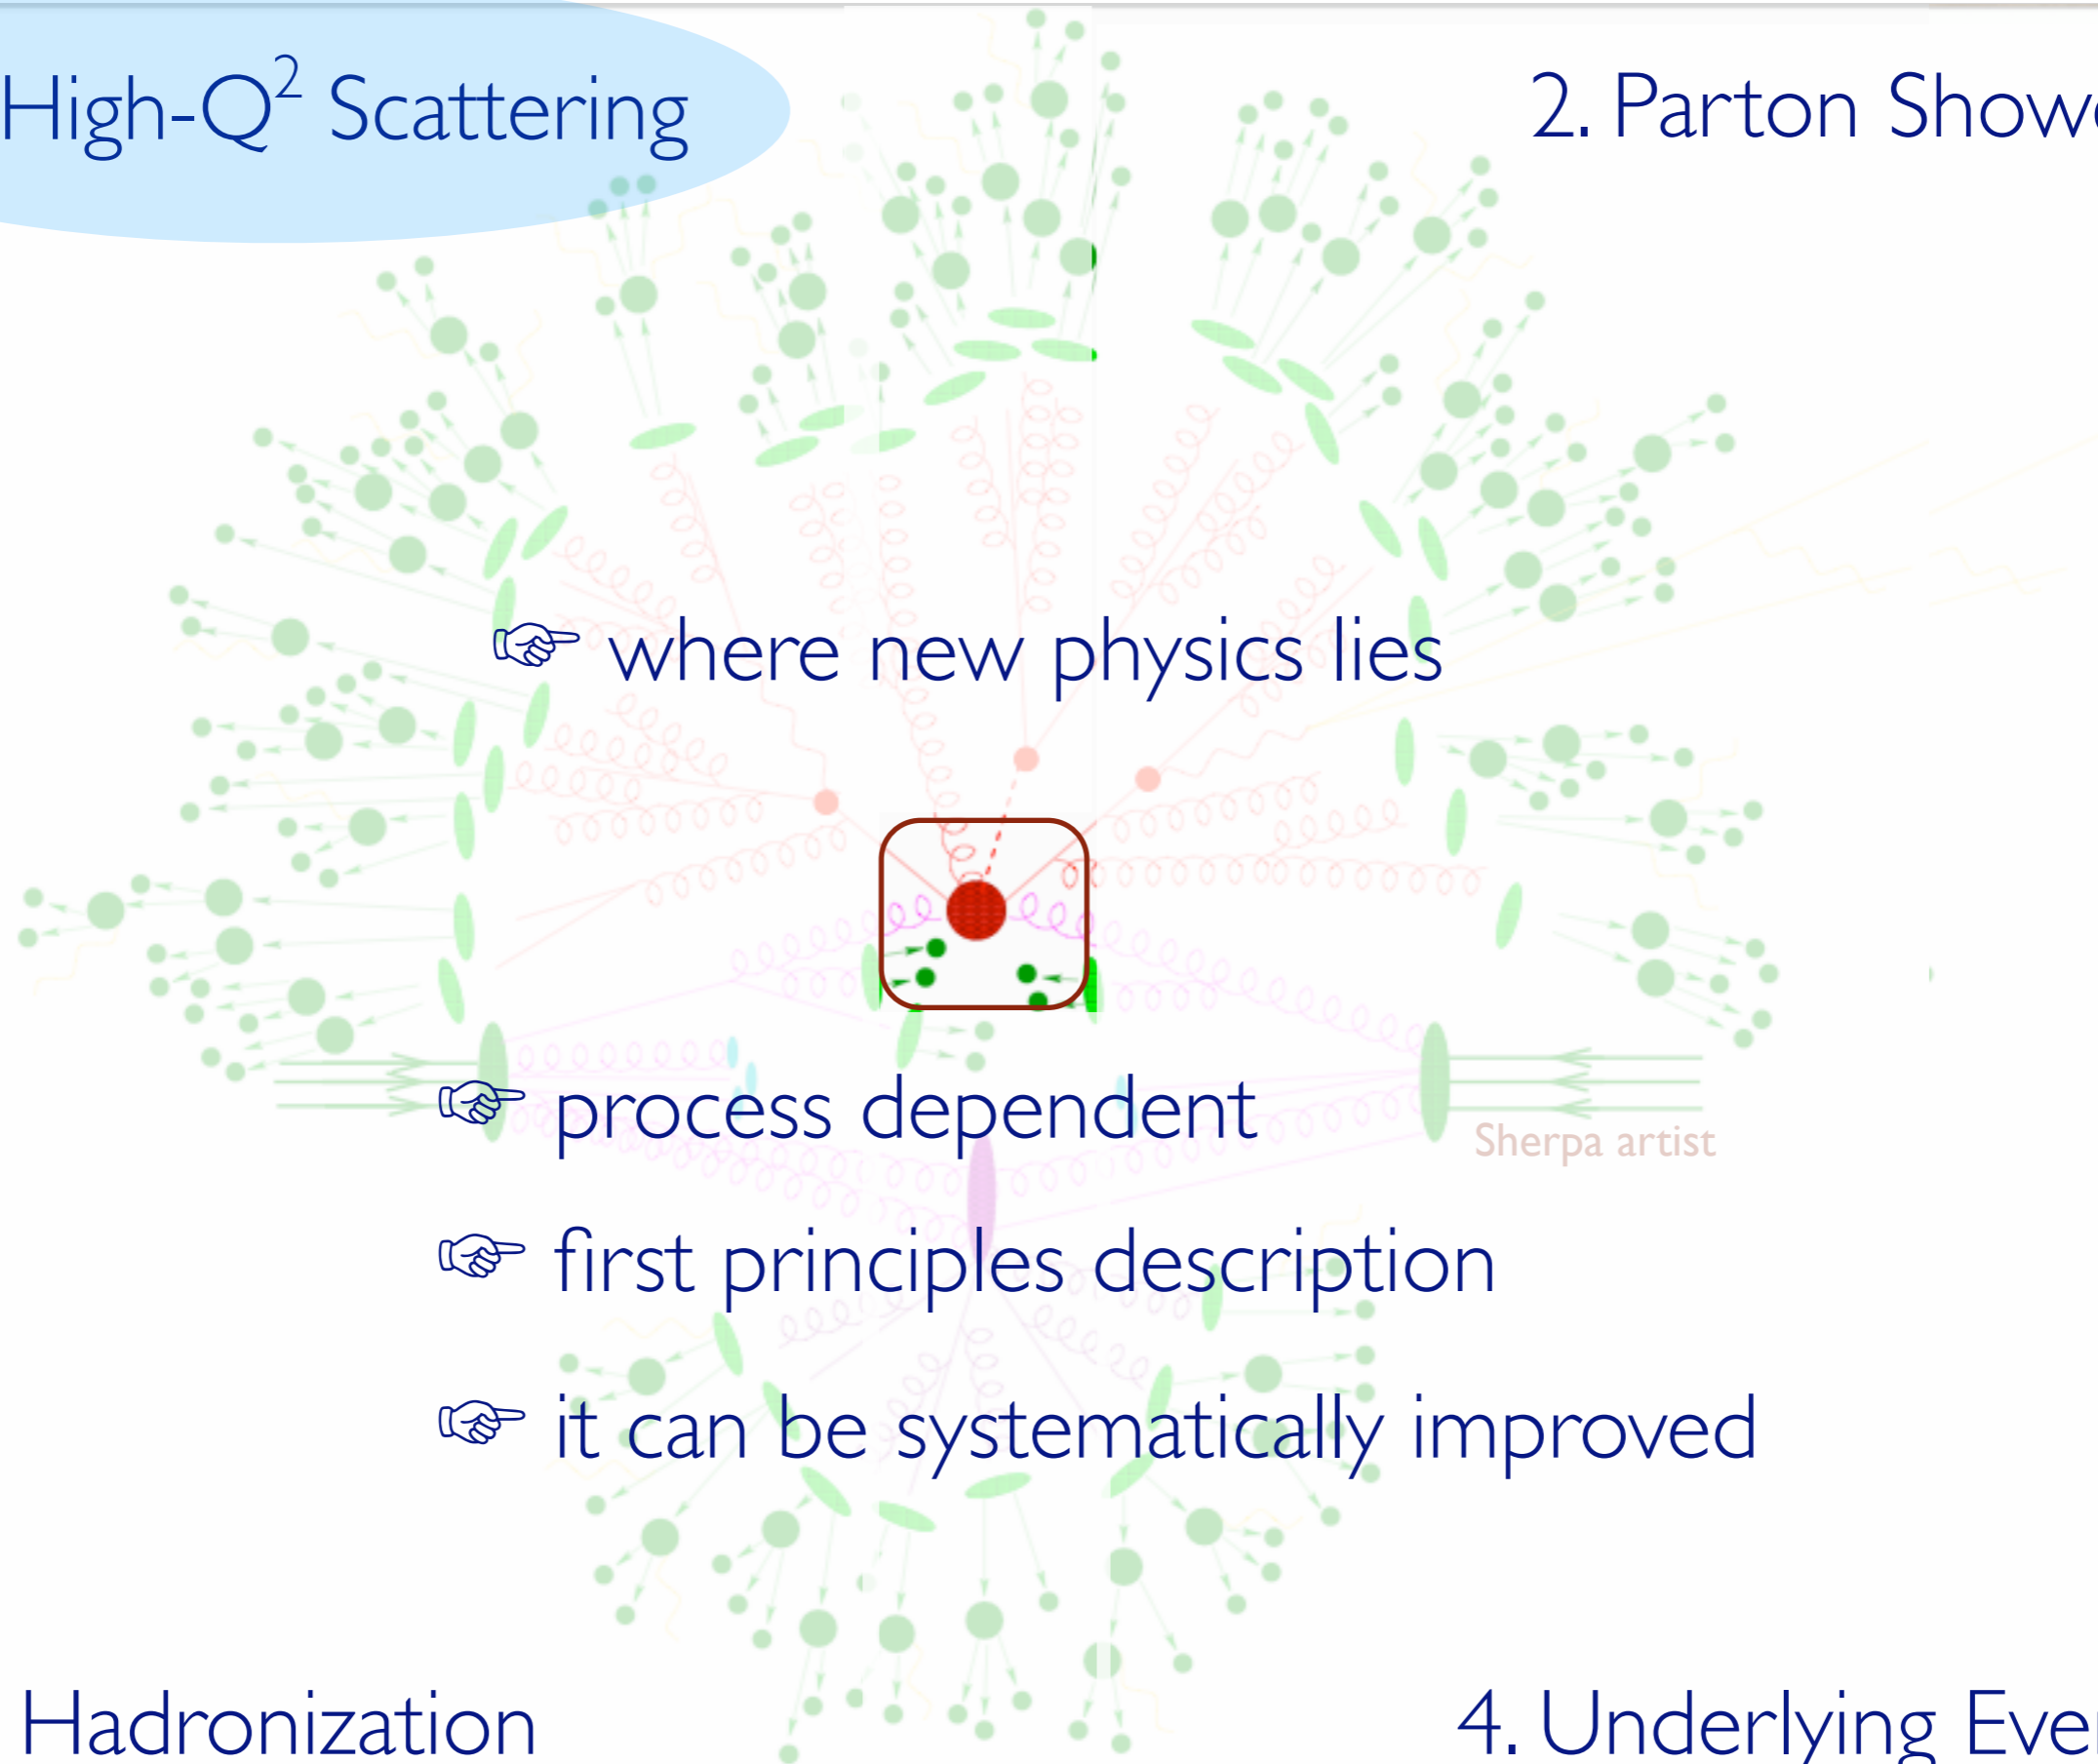 High-Q² Scattering
2. Parton Show
☞ where new physics lies
☞ process dependent
Sherpa artist
☞ first principles description
☞ it can be systematically improved
Hadronization
4. Underlying Eve